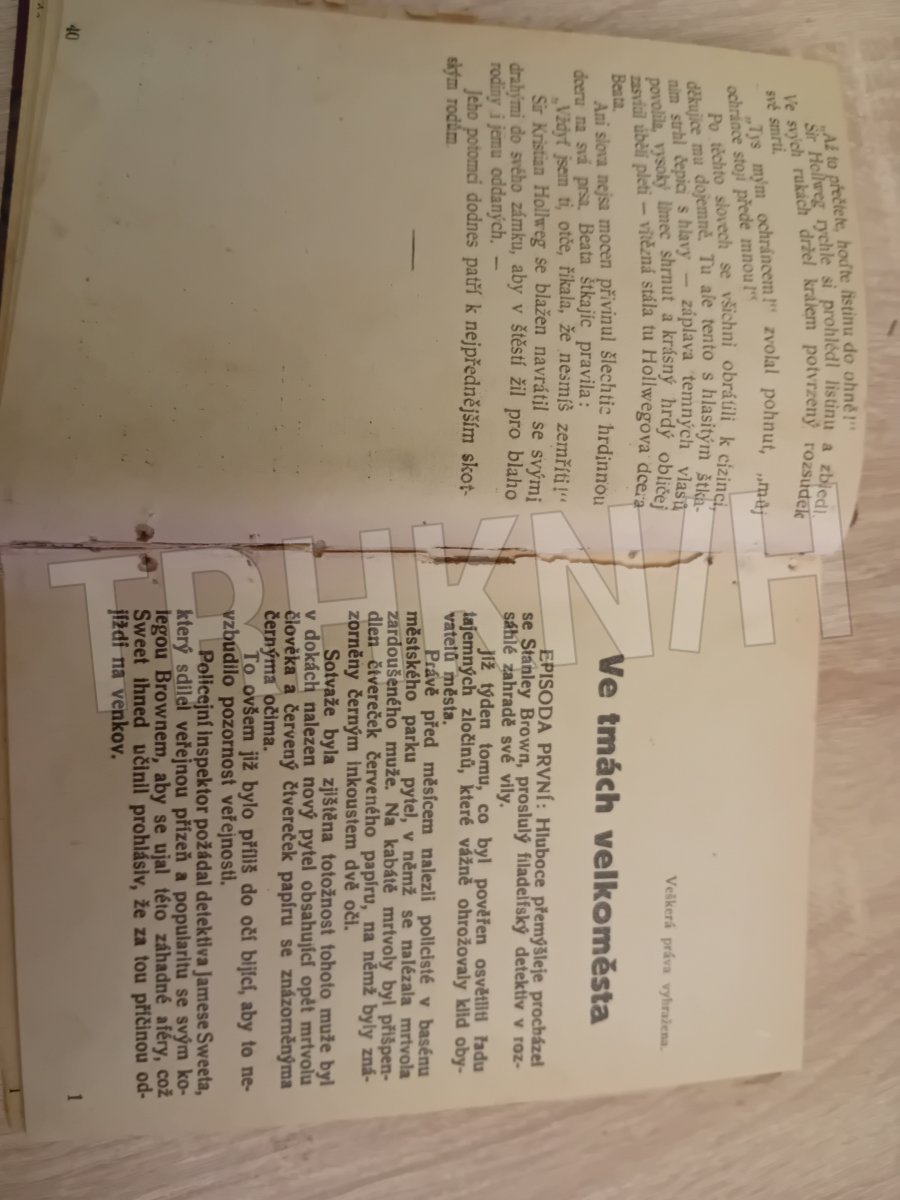 „Až to přečtete, hoďte listinu do ohně!“
Sir Hollweg rychle si prohlédl listinu a zbledl.
Ve svých rukách držel králem potvrzený rozsudek
své smrti.
„Tys mým ochráncem!“ zvolal pohnut, „můj
ochránce stojí přede mnou!“
Po těchto slovech se všichni obrátili k cizinci,
děkujíce mu dojemně. Tu ale tento s hlasitým štká-
ním strhl čepici s hlavy — záplava temných vlasů
povolila, vysoký límec shrnut a krásný hrdý obličej
zasvítil úbělí pleti — vítězná stála tu Hollwegova dcera
Beata.
Ani slova nejsa mocen přivinul šlechtic hrdinnou
dceru na svá prsa. Beata štkajíc pravila:
„Vždyť jsem ti, otče, říkala, že nesmíš zemříti!“
Sir Kristian Hollweg se blažen navrátil se svými
drahými do svého zámku, aby v štěstí žil pro blaho
rodiny i jemu oddaných. —
Jeho potomci dodnes patří k nejpřednějším skot-
ským rodům.
40
Veškerá práva vyhražena.
Ve tmách velkoměsta
EPISODA PRVNÍ: Hluboce přemýšleje procházel
se Stanley Brown, proslulý filadelfský detektiv v roz-
sáhlé zahradě své vily.
Již týden tomu, co byl pověřen osvětliti řadu
tajemných zločinů, které vážně ohrožovaly klid oby-
vatelů města.
Právě před měsícem nalezli policisté v basénu
městského parku pytel, v němž se nalézala mrtvola
zardoušeného muže. Na kabátě mrtvoly byl přišpen-
dlen čtvereček červeného papíru, na němž byly zná-
zorněny černým inkoustem dvě oči.
Sotvaže byla zjištěna totožnost tohoto muže byl
v dokách nalezen nový pytel obsahující opět mrtvolu
člověka a červený čtvereček papíru se znázorněnýma
černýma očima.
To ovšem již bylo příliš do očí bijící, aby to ne-
vzbudilo pozornost veřejnosti.
Policejní inspektor požádal detektiva Jamese Sweeta,
který sdílel veřejnou přízeň a popularitu se svým ko-
legou Brownem, aby se ujal této záhadné aféry, což
Sweet ihned učinil prohlásiv, že za tou příčinou od-
jíždí na venkov.
1
1
TRHKNIH